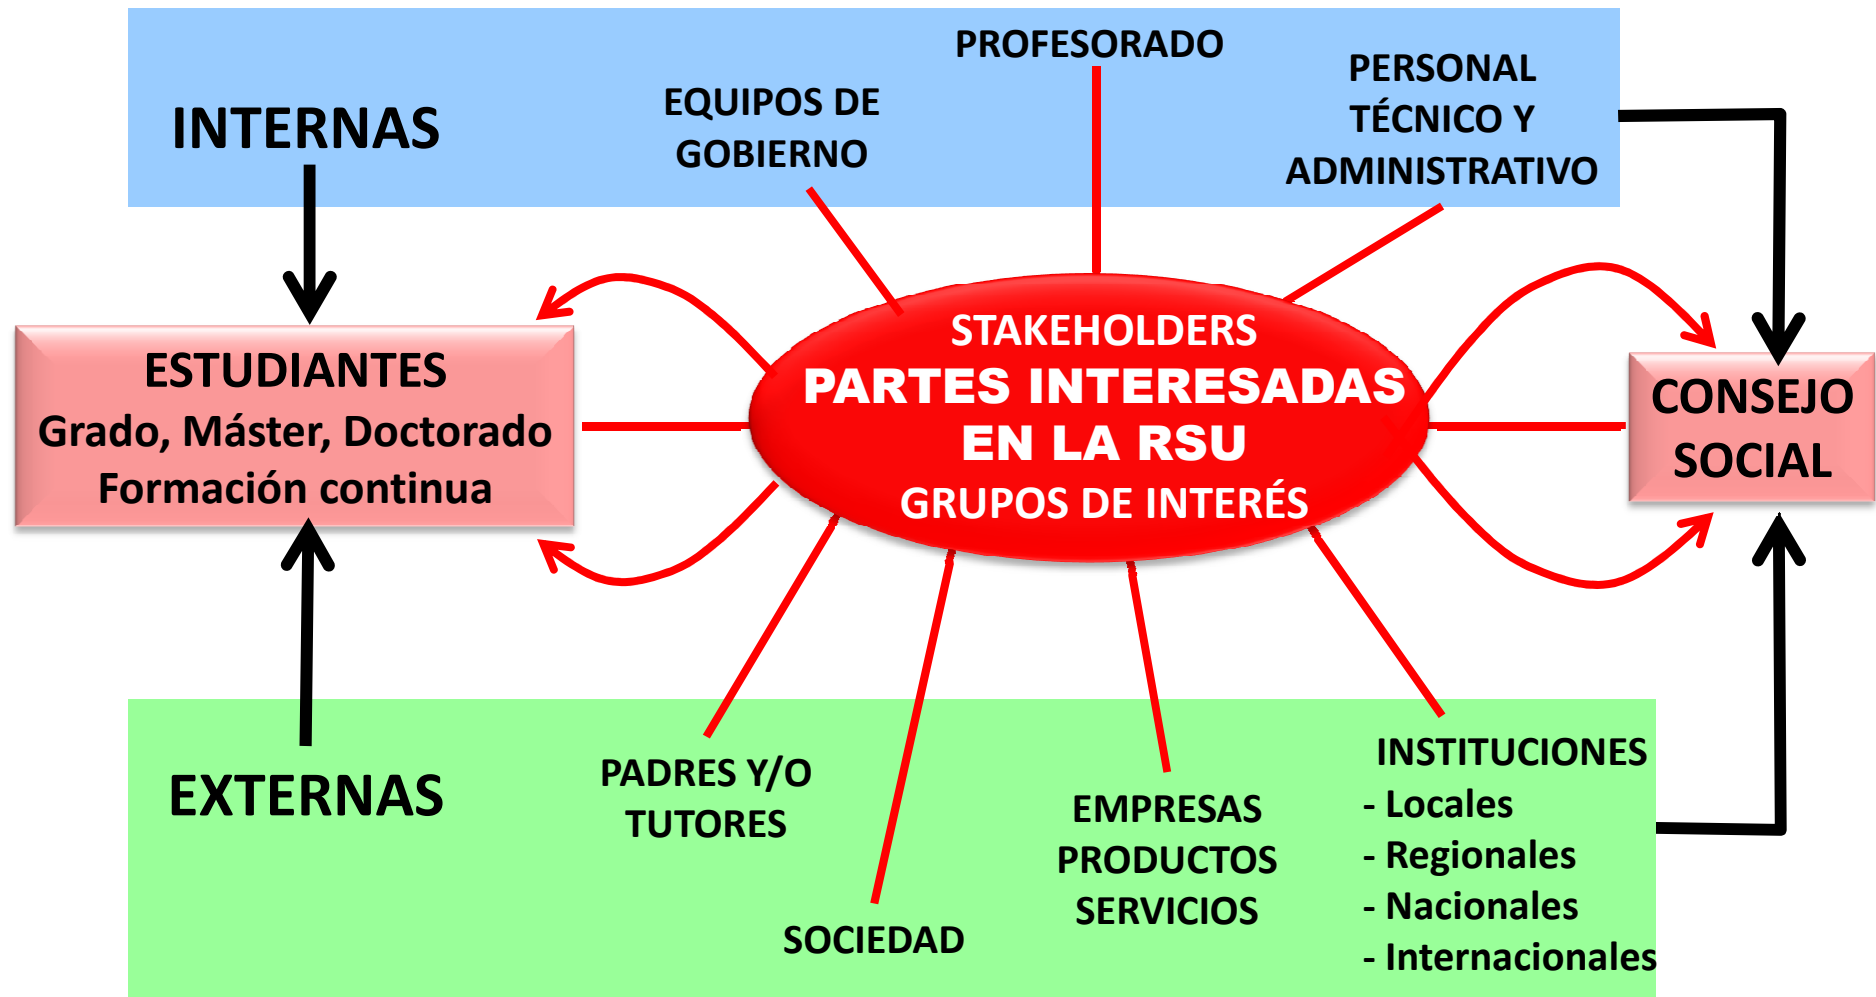 PROFESORADO
INTERNAS
EQUIPOS DE
GOBIERNO
PERSONAL
TÉCNICO Y
ADMINISTRATIVO
ESTUDIANTES
Grado, Máster, Doctorado
Formación continua
STAKEHOLDERS
PARTES INTERESADAS
EN LA RSU
GRUPOS DE INTERÉS
CONSEJO
SOCIAL
EXTERNAS
PADRES Y/O
TUTORES
SOCIEDAD
EMPRESAS
PRODUCTOS
SERVICIOS
INSTITUCIONES
- Locales
- Regionales
- Nacionales
- Internacionales